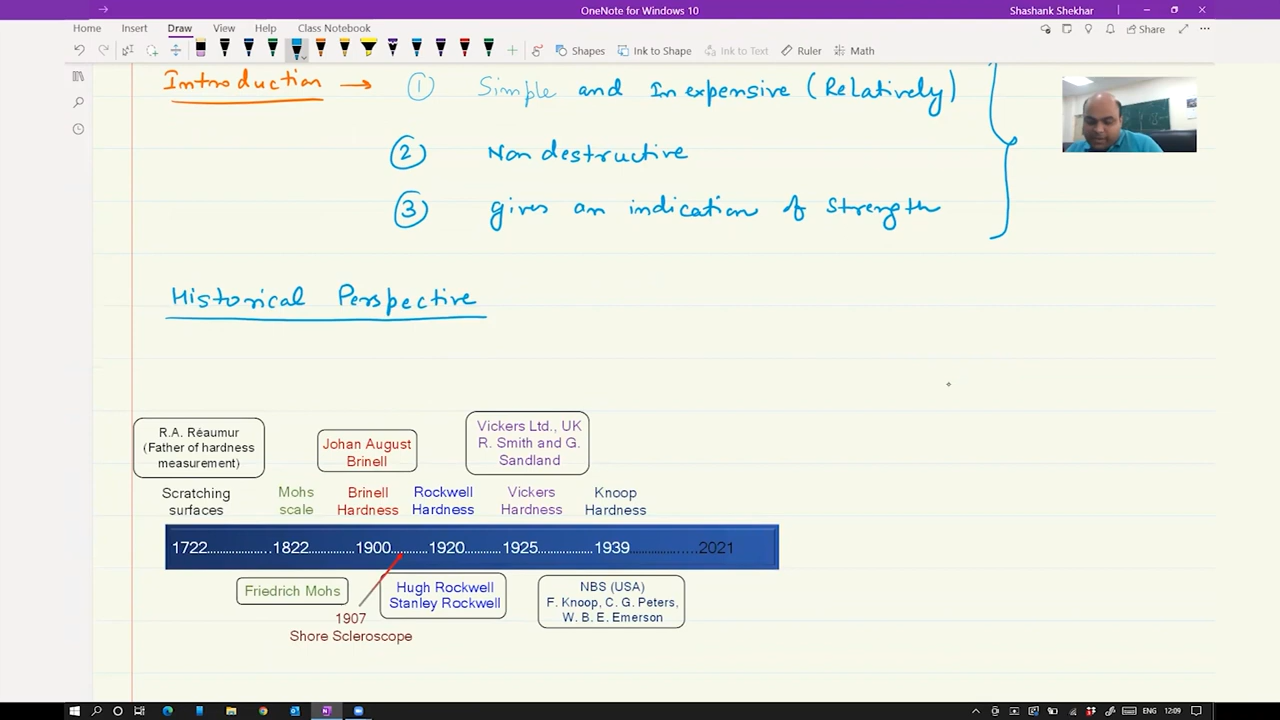 OneNote for Windows 10
Shashank Shekhar
Home Insert Draw View Help Class Notebook
Share
Shapes Ink to Shape Ink to Text Ruler Math
Introduction → ① Simple and Inexpensive (Relatively)
② Non destructive
③ gives an indication of strength
Historical Perspective
R.A. Réaumur
(Father of hardness
measurement)
Johan August
Brinell
Vickers Ltd., UK
R. Smith and G.
Sandland
Scratching
surfaces
Mohs
scale
Brinell
Hardness
Rockwell
Hardness
Vickers
Hardness
Knoop
Hardness
1722..................1822............1900..........1920..........1925...............1939..................2021
Friedrich Mohs
Hugh Rockwell
Stanley Rockwell
NBS (USA)
F. Knoop, C. G. Peters,
W. B. E. Emerson
1907
Shore Scleroscope
ENG 12:09